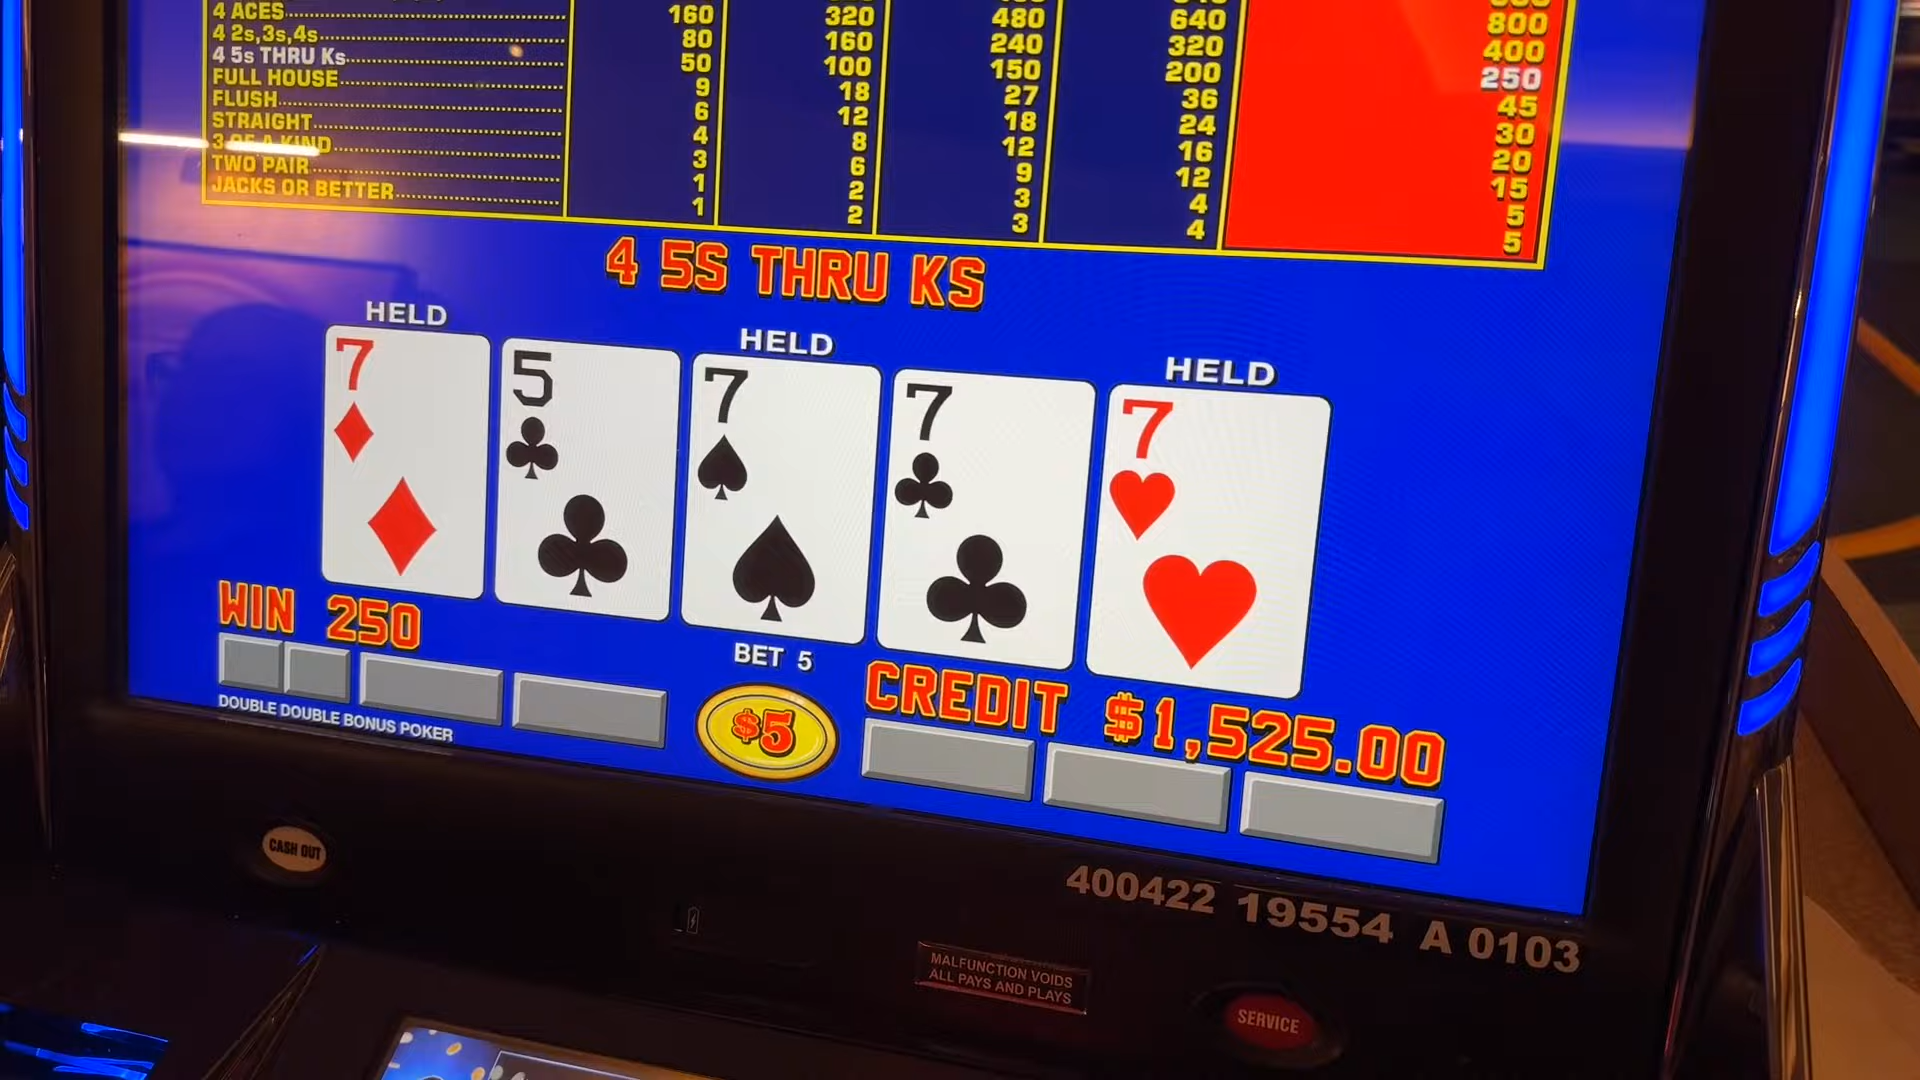 4 ACES 160 320 480 640 800
4 2s,3s,4s 80 160 240 320 400
4 5s THRU Ks 50 100 150 200 250
FULL HOUSE 9 18 27 36 45
FLUSH 6 12 18 24 30
STRAIGHT 4 8 12 16 20
3 OF A KIND 3 6 9 12 15
TWO PAIR 1 2 3 4 5
JACKS OR BETTER 1 2 3 4 5
4 5S THRU KS
HELD HELD HELD
7 5 7 7 7
WIN 250
BET 5
CREDIT $1,525.00
$5
DOUBLE DOUBLE BONUS POKER
CASH OUT
400422 19554 A 0103
MALFUNCTION VOIDS
ALL PAYS AND PLAYS
SERVICE